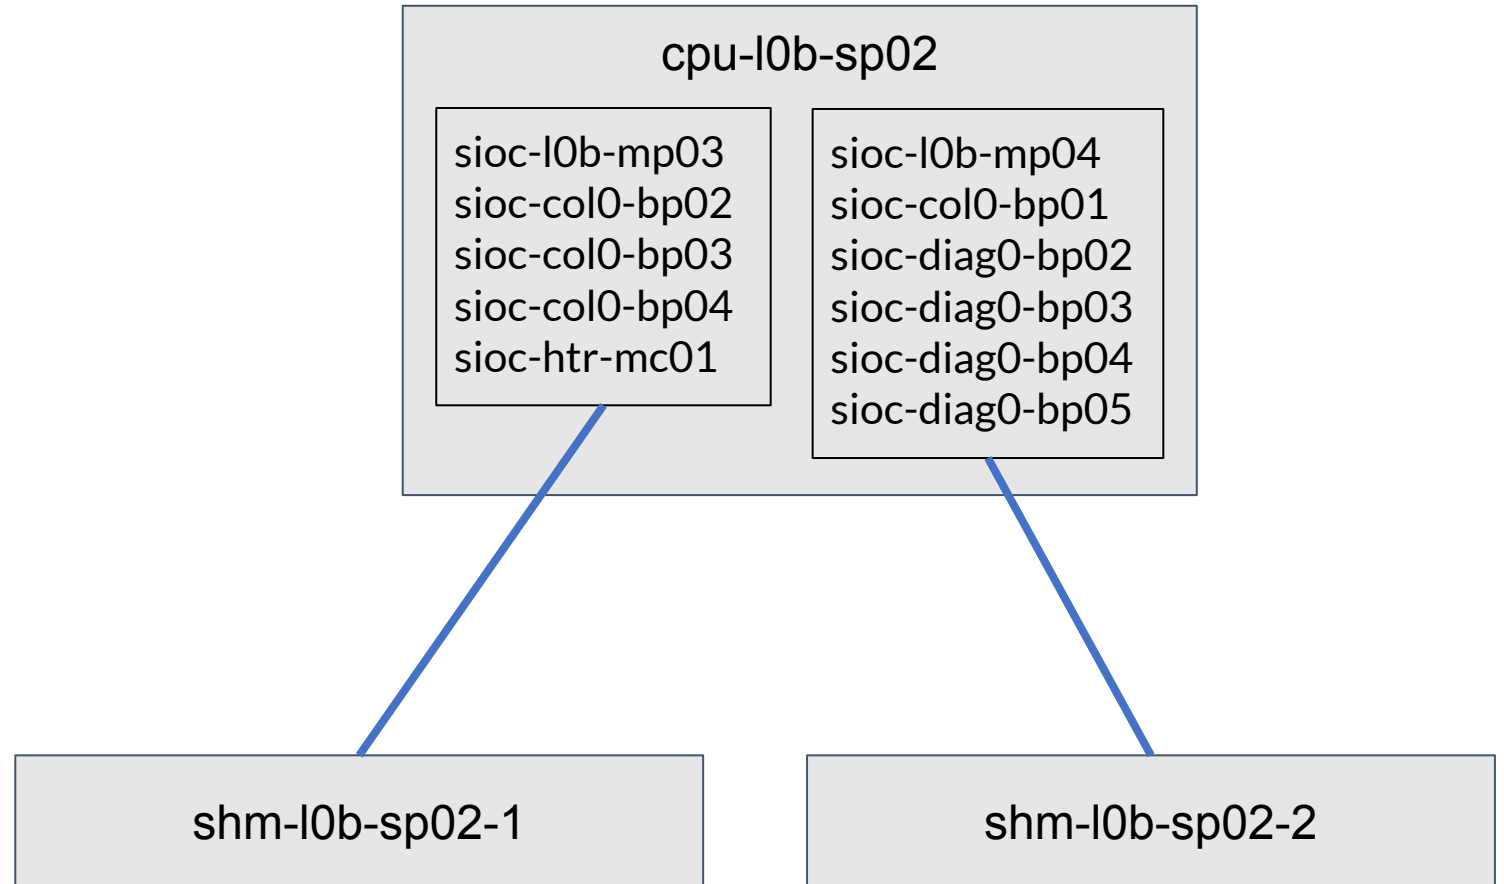 cpu-l0b-sp02
sioc-l0b-mp03
sioc-col0-bp02
sioc-col0-bp03
sioc-col0-bp04
sioc-htr-mc01
sioc-l0b-mp04
sioc-col0-bp01
sioc-diag0-bp02
sioc-diag0-bp03
sioc-diag0-bp04
sioc-diag0-bp05
shm-l0b-sp02-1
shm-l0b-sp02-2